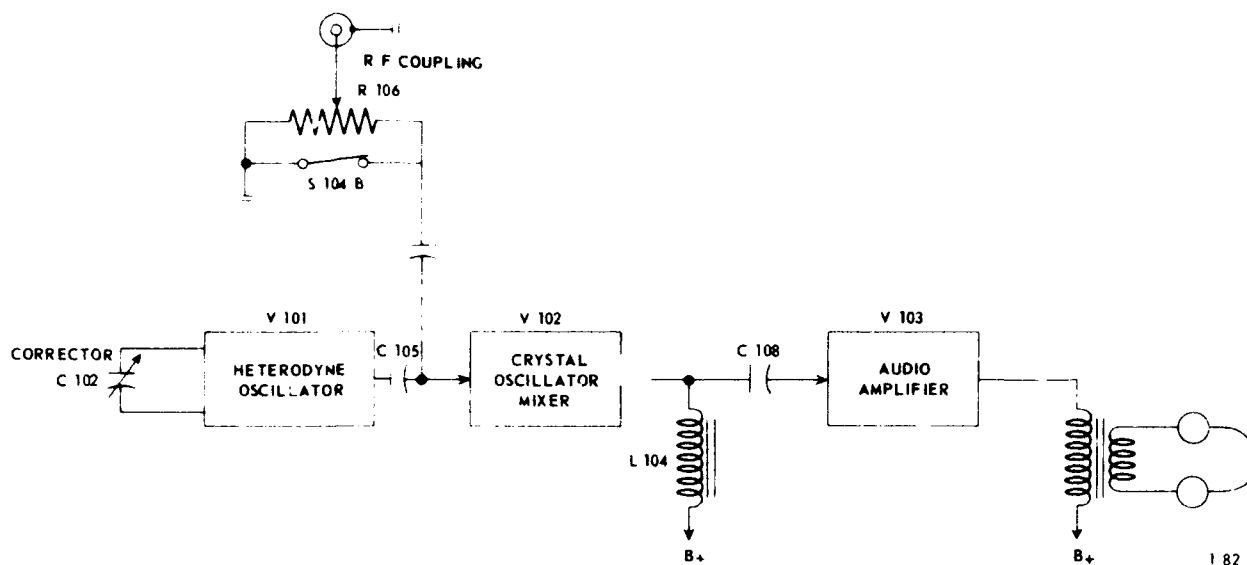 R F COUPLING
R 106
S 104 B
V 101
V 102
V 103
CORRECTOR
C 102
HETERODYNE
OSCILLATOR
C 105
CRYSTAL
OSCILLATOR
MIXER
C 108
AUDIO
AMPLIFIER
L 104
B+
B+
1 82